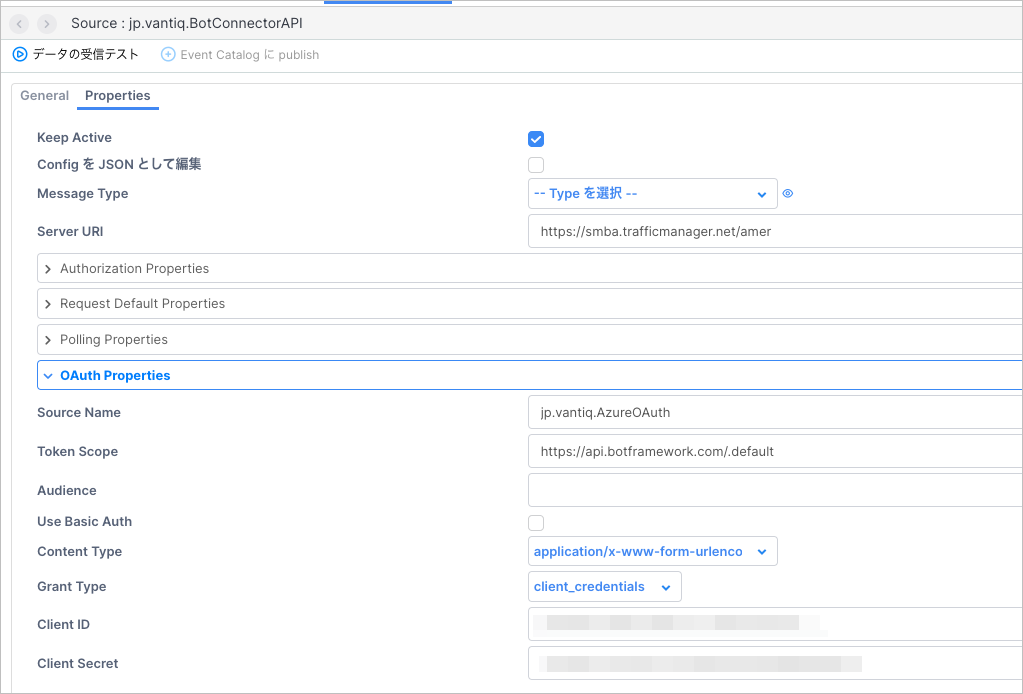 Source : jp.vantiq.BotConnectorAPI
データの受信テスト Event Catalog に publish
General Properties
Keep Active
Config を JSON として編集
Message Type -- Type を選択 --
Server URI https://smba.trafficmanager.net/amer
Authorization Properties
Request Default Properties
Polling Properties
OAuth Properties
Source Name jp.vantiq.AzureOAuth
Token Scope https://api.botframework.com/.default
Audience
Use Basic Auth
Content Type application/x-www-form-urlenco
Grant Type client_credentials
Client ID
Client Secret